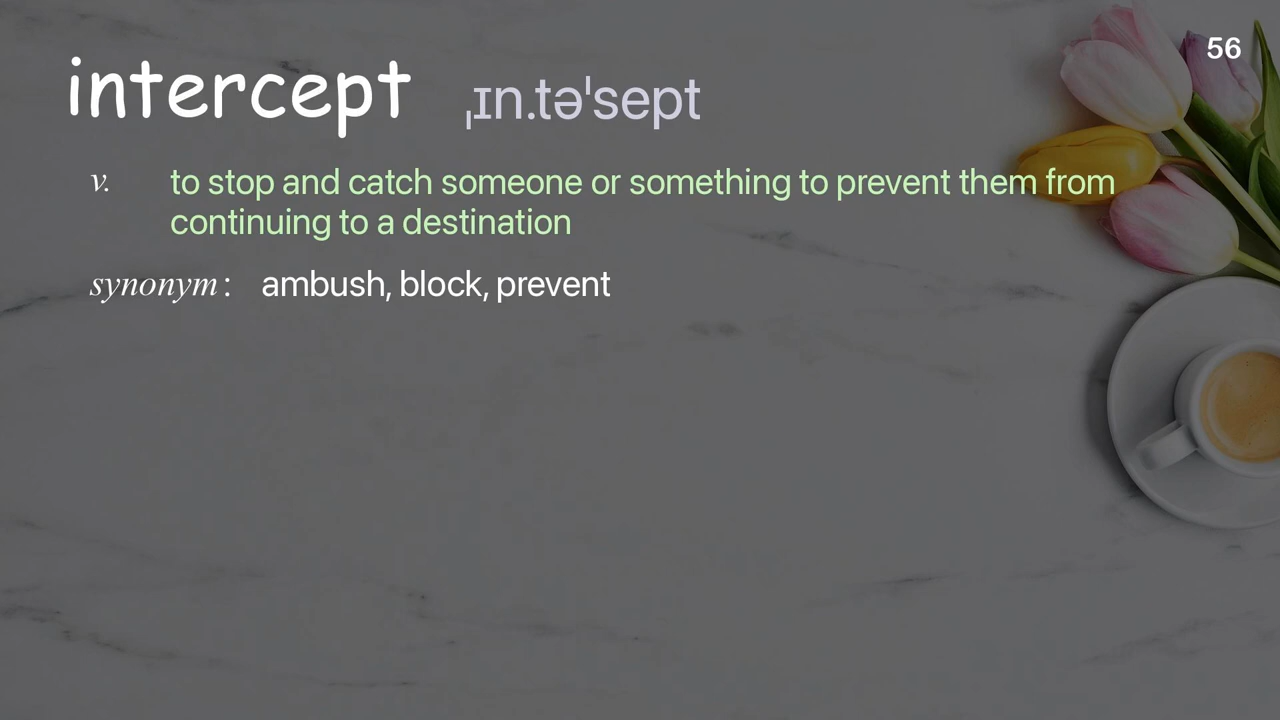 56
intercept ˌɪn.təˈsept
v. to stop and catch someone or something to prevent them from
continuing to a destination
synonym : ambush, block, prevent